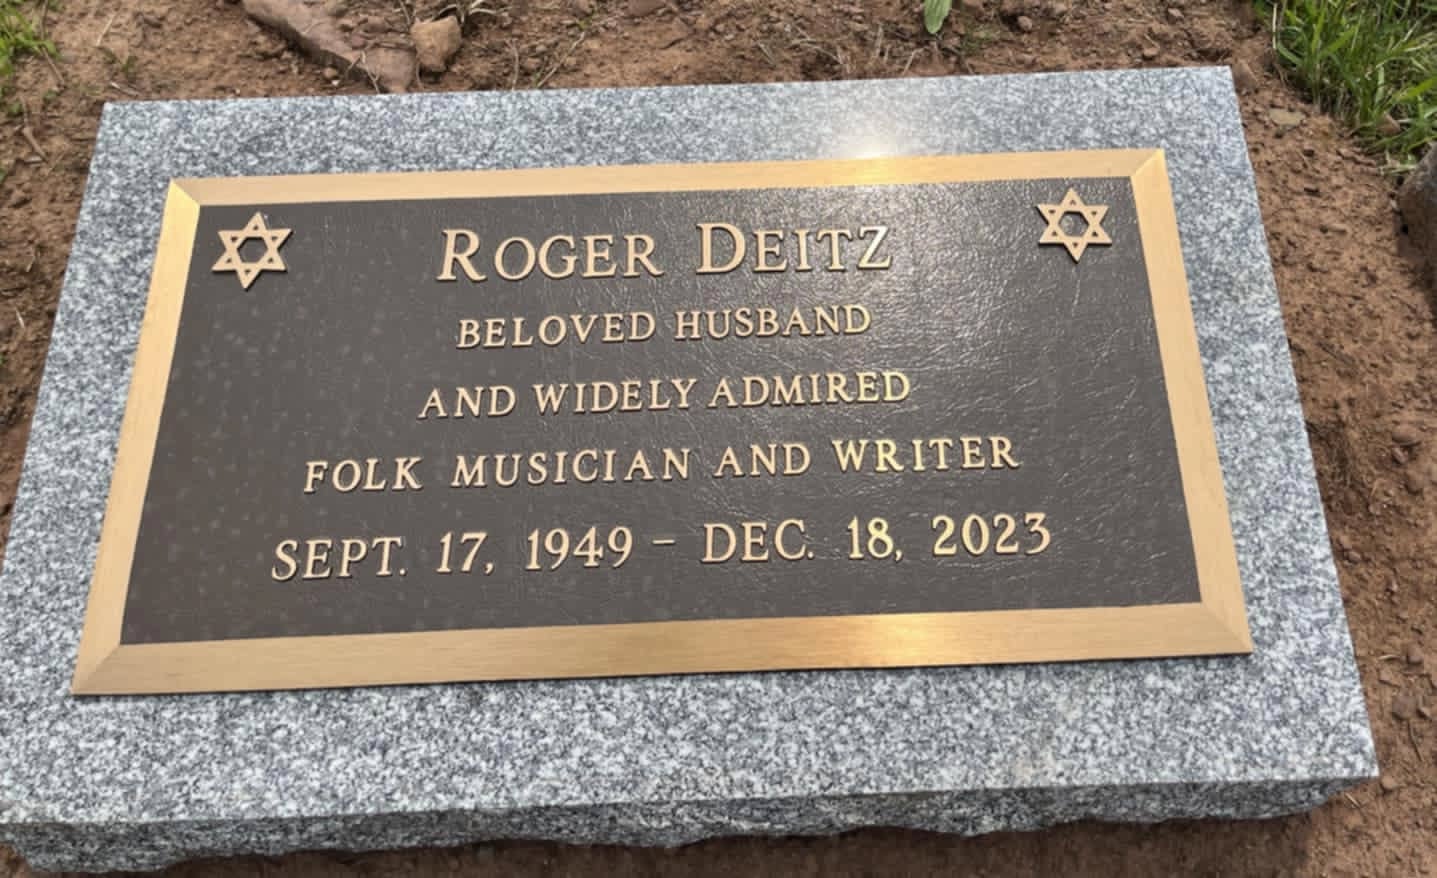 ROGER DEITZ
BELOVED HUSBAND
AND WIDELY ADMIRED
FOLK MUSICIAN AND WRITER
SEPT. 17, 1949 – DEC. 18, 2023